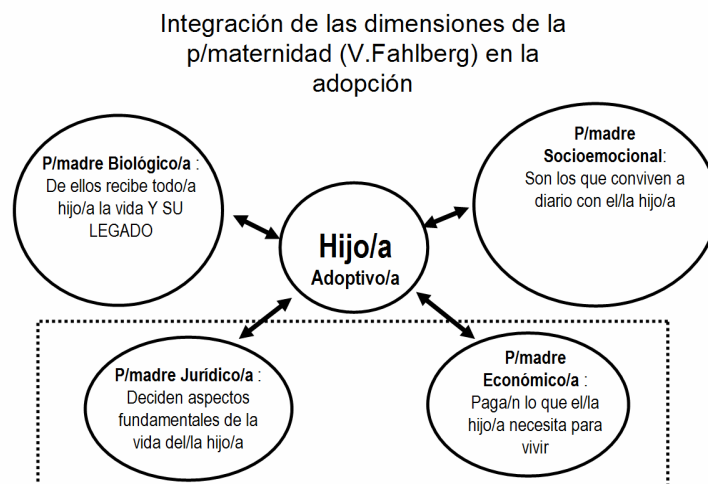 Integración de las dimensiones de la
p/maternidad (V.Fahlberg) en la
adopción
P/madre Biológico/a :
De ellos recibe todo/a
hijo/a la vida Y SU
LEGADO
P/madre
Socioemocional:
Son los que conviven a
diario con el/la hijo/a
Hijo/a
Adoptivo/a
P/madre Jurídico/a :
Deciden aspectos
fundamentales de la
vida del/la hijo/a
P/madre
Económico/a :
Paga/n lo que el/la
hijo/a necesita para
vivir